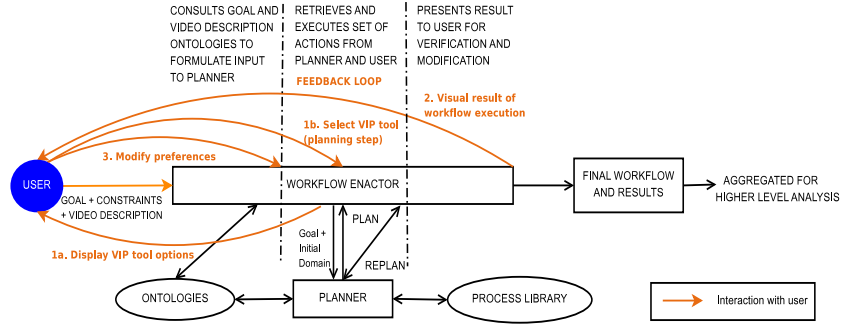 CONSULTS GOAL AND
VIDEO DESCRIPTION
ONTOLOGIES TO
FORMULATE INPUT
TO PLANNER
RETRIEVES AND
EXECUTES SET OF
ACTIONS FROM
PLANNER AND USER
PRESENTS RESULT
TO USER FOR
VERIFICATION AND
MODIFICATION
FEEDBACK LOOP
2. Visual result of
workflow execution
1b. Select VIP tool
(planning step)
3. Modify preferences
USER
WORKFLOW ENACTOR
FINAL WORKFLOW
AND RESULTS
AGGREGATED FOR
HIGHER LEVEL ANALYSIS
GOAL + CONSTRAINTS
+ VIDEO DESCRIPTION
1a. Display VIP tool options
Goal +
Initial
Domain
PLAN
REPLAN
ONTOLOGIES
PLANNER
PROCESS LIBRARY
Interaction with user